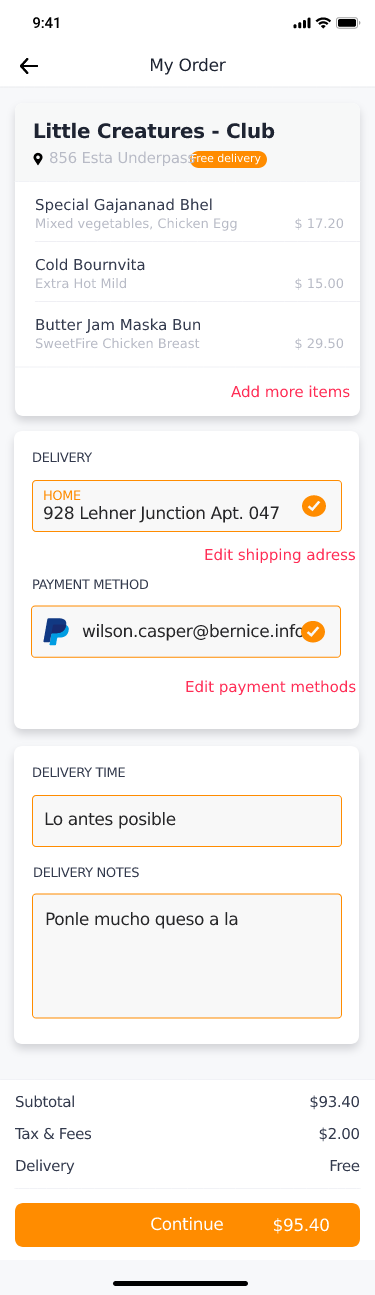 9:41
My Order
Little Creatures - Club
856 Esta Underpass
Free delivery
Special Gajananad Bhel
Mixed vegetables, Chicken Egg $ 17.20
Cold Bournvita
Extra Hot Mild $ 15.00
Butter Jam Maska Bun
SweetFire Chicken Breast $ 29.50
Add more items
DELIVERY
HOME
928 Lehner Junction Apt. 047
Edit shipping adress
PAYMENT METHOD
wilson.casper@bernice.info
Edit payment methods
DELIVERY TIME
Lo antes posible
DELIVERY NOTES
Ponle mucho queso a la
Subtotal $93.40
Tax & Fees $2.00
Delivery Free
Continue $95.40